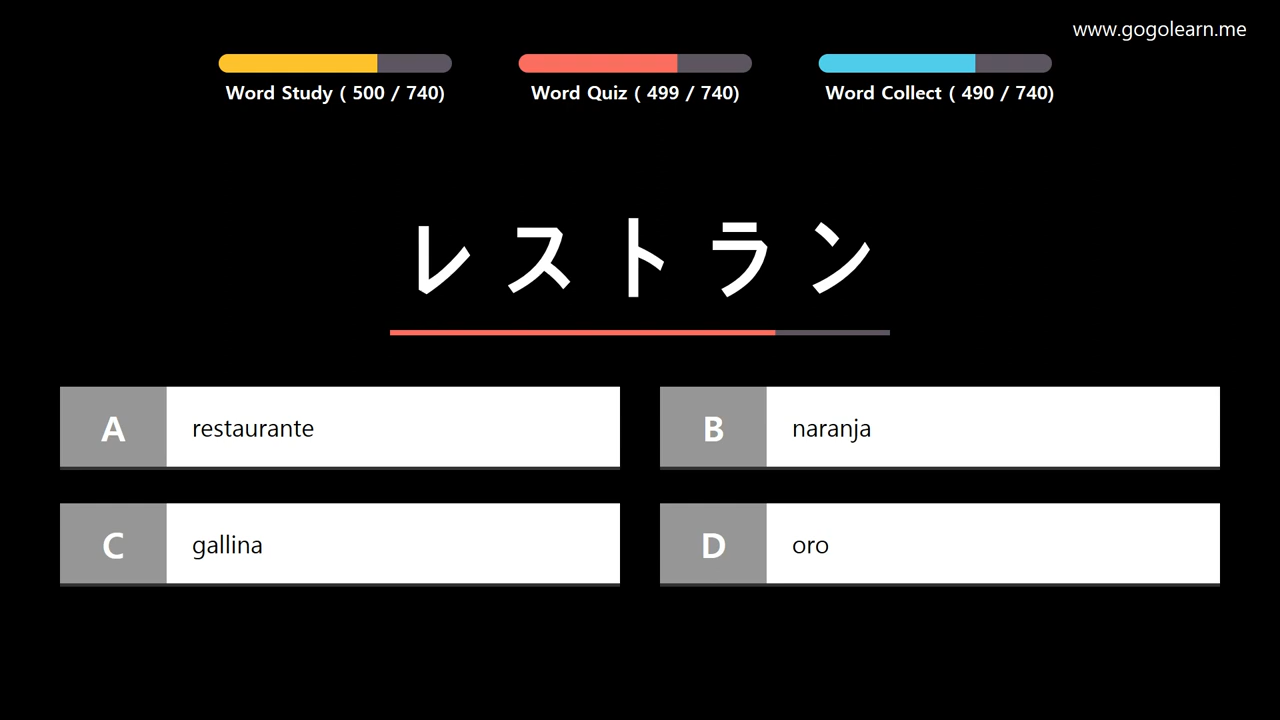 www.gogolearn.me
Word Study ( 500 / 740)
Word Quiz ( 499 / 740)
Word Collect ( 490 / 740)
レストラン
A restaurante
B naranja
C gallina
D oro